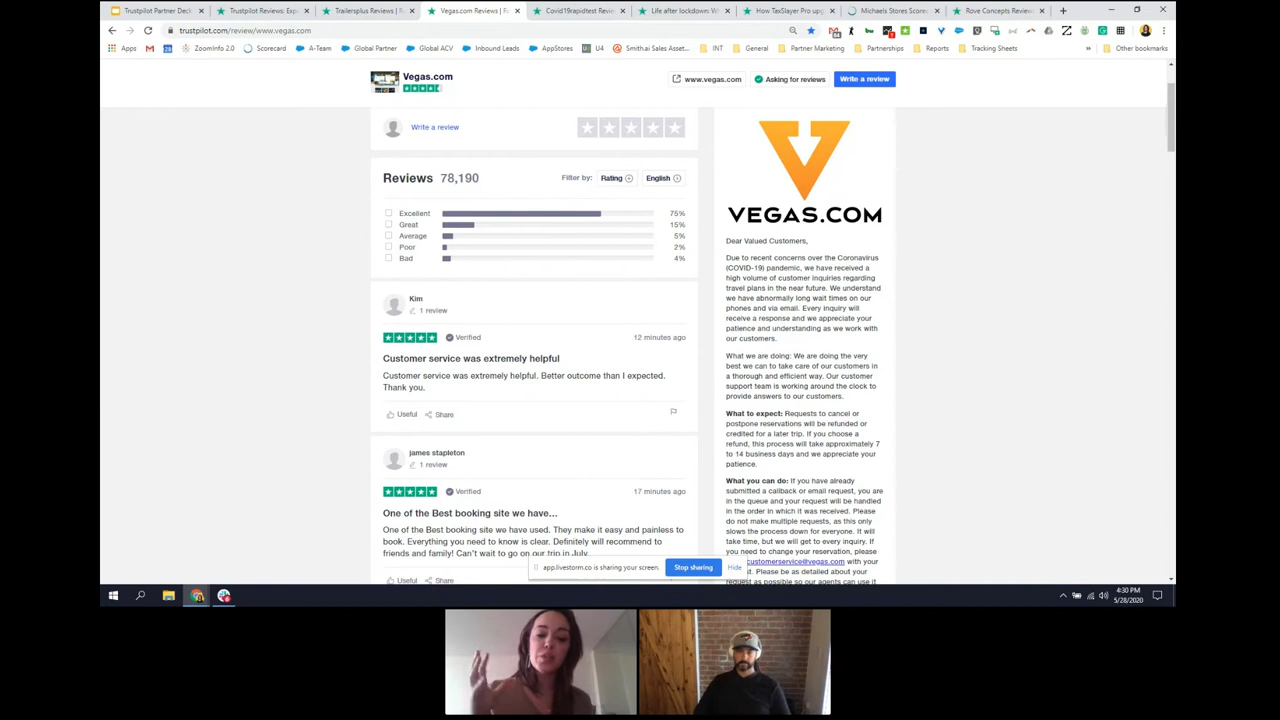 Trustpilot Partner Deck
Trustpilot Reviews: Exp
Trailersplus Reviews | R
Vegas.com Reviews | R
Covid19rapidtest Revie
Life after lockdown: W
How TaxSlayer Pro upg
Michaels Stores Scores
Rove Concepts Reviews
trustpilot.com/review/www.vegas.com
Apps
ZoomInfo 2.0
Scorecard
A-Team
Global Partner
Global ACV
Inbound Leads
AppStores
U4
Smith:ai Sales Asset...
INT
General
Partner Marketing
Partnerships
Reports
Tracking Sheets
»
Other bookmarks
Vegas.com
www.vegas.com
Asking for reviews
Write a review
Write a review
Reviews 78,190
Filter by: Rating English
Excellent 75%
Great 15%
Average 5%
Poor 2%
Bad 4%
Kim
1 review
Verified 12 minutes ago
Customer service was extremely helpful
Customer service was extremely helpful. Better outcome than I expected.
Thank you.
Useful Share
james stapleton
1 review
Verified 17 minutes ago
One of the Best booking site we have...
One of the Best booking site we have used. They make it easy and painless to
book. Everything you need to know is clear. Definitely will recommend to
friends and family! Can't wait to go on our trip in July.
Useful Share
VEGAS.COM
Dear Valued Customers,
Due to recent concerns over the Coronavirus
(COVID-19) pandemic, we have received a
high volume of customer inquiries regarding
travel plans in the near future. We understand
we have abnormally long wait times on our
phones and via email. Every inquiry will
receive a response and we appreciate your
patience and understanding as we work with
our customers.
What we are doing: We are doing the very
best we can to take care of our customers in
a thorough and efficient way. Our customer
support team is working around the clock to
provide answers to our customers.
What to expect: Requests to cancel or
postpone reservations will be refunded or
credited for a later trip. If you choose a
refund, this process will take approximately 7
to 14 business days and we appreciate your
patience.
What you can do: If you have already
submitted a callback or email request, you are
in the queue and your request will be handled
in the order in which it was received. Please
do not make multiple requests, as this only
slows the process down for everyone. It will
take time, but we will get to every inquiry. If
you need to change your reservation, please
customerservice@vegas.com with your
st. Please be as detailed about your
request as possible so our agents can use it
app.livestorm.co is sharing your screen.
Stop sharing
Hide
4:30 PM
5/28/2020